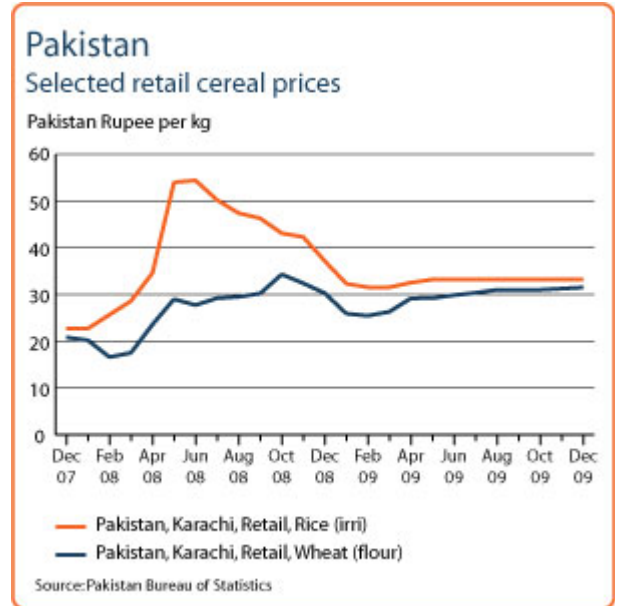 Pakistan
Selected retail cereal prices
Pakistan Rupee per kg
60
50
40
30
20
10
0
Dec Feb Apr Jun Aug Oct Dec Feb Apr Jun Aug Oct Dec
07 08 08 08 08 08 08 09 09 09 09 09 09
Pakistan, Karachi, Retail, Rice (irri)
Pakistan, Karachi, Retail, Wheat (flour)
Source:Pakistan Bureau of Statistics